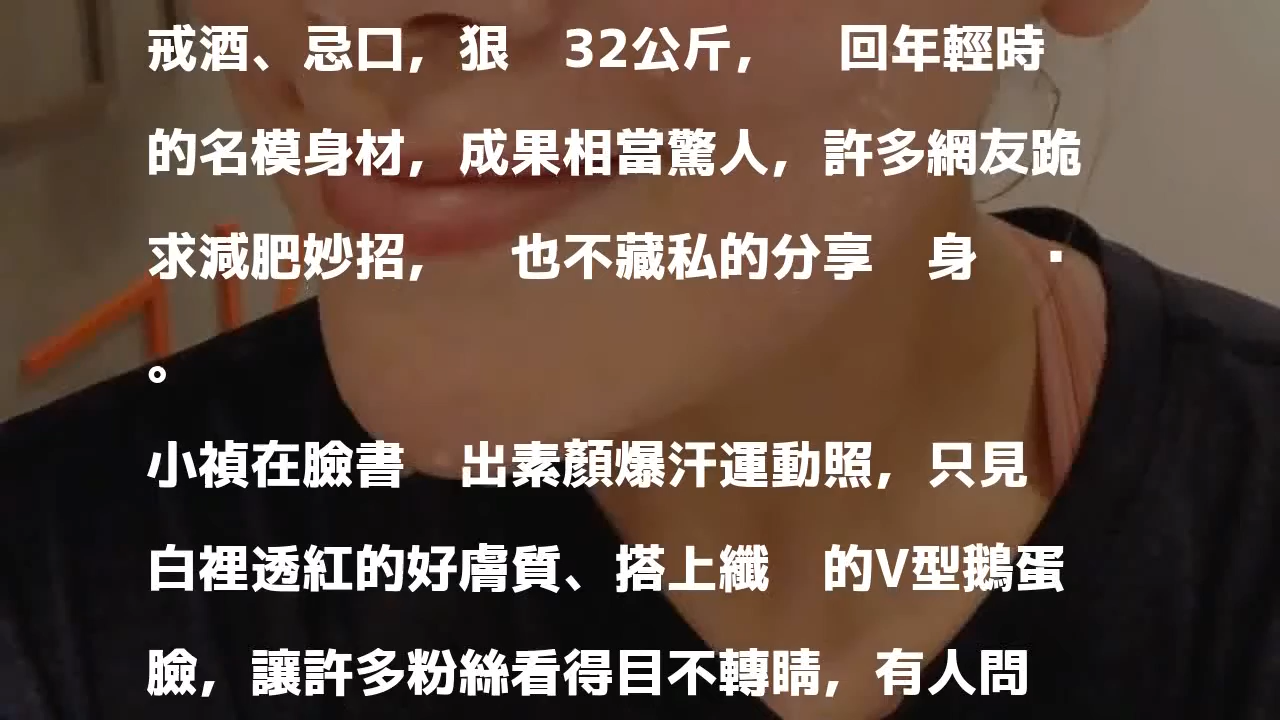 戒酒、忌口，狠　32公斤，　回年輕時
的名模身材，成果相當驚人，許多網友跪
求減肥妙招，　也不藏私的分享　身　▪
。
小禎在臉書　出素顏爆汗運動照，只見
白裡透紅的好膚質、搭上纖　的V型鵝蛋
臉，讓許多粉絲看得目不轉睛，有人問